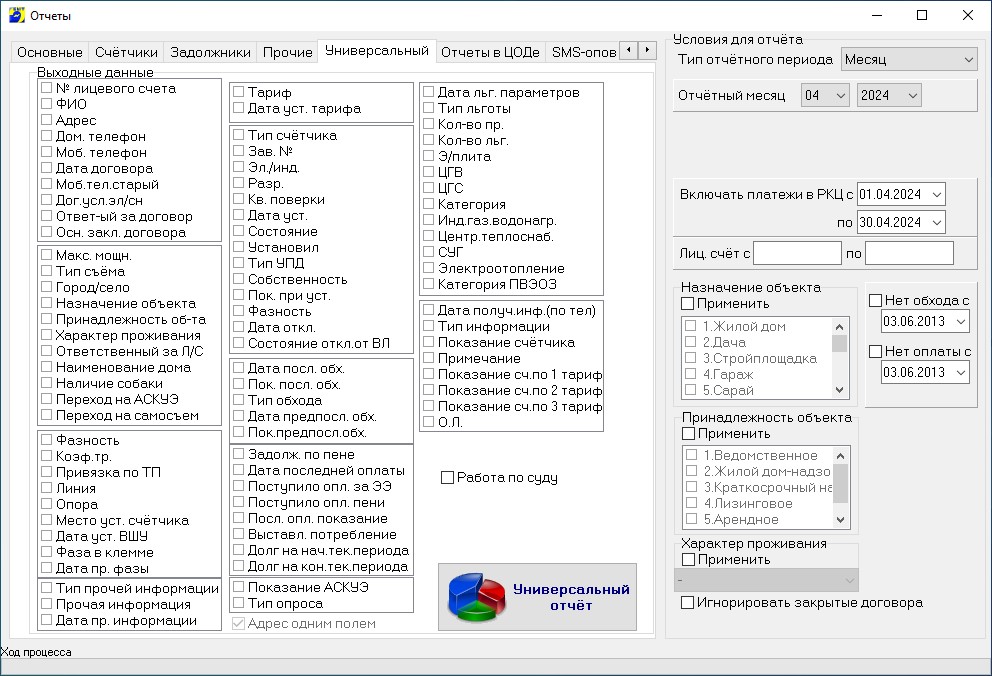 Отчеты
Основные
Счётчики
Задолжники
Прочие
Универсальный
Отчеты в ЦОДе
SMS-опов
Выходные данные
№ лицевого счета
ФИО
Адрес
Дом. телефон
Моб. телефон
Дата договора
Моб.тел.старый
Дог.усл.эл/сн
Ответ-ый за договор
Осн. закл. договора
Макс. мощн.
Тип съёма
Город/село
Назначение объекта
Принадлежность об-та
Характер проживания
Ответственный за Л/С
Наименование дома
Наличие собаки
Переход на АСКУЭ
Переход на самосъем
Фазность
Коэф.тр.
Привязка по ТП
Линия
Опора
Место уст. счётчика
Дата уст. ВШУ
Фаза в клемме
Дата пр. фазы
Тип прочей информации
Прочая информация
Дата пр. информации
Тариф
Дата уст. тарифа
Тип счётчика
Зав. №
Эл./инд.
Разр.
Кв. поверки
Дата уст.
Состояние
Установил
Тип УПД
Собственность
Пок. при уст.
Фазность
Дата откл.
Состояние откл.от ВЛ
Дата посл. обх.
Пок. посл. обх.
Тип обхода
Дата предпосл. обх.
Пок.предпосл.обх.
Задолж. по пене
Дата последней оплаты
Поступило опл. за ЭЭ
Поступило опл. пени
Посл. опл. показание
Выставл. потребление
Долг на нач.тек.периода
Долг на кон.тек.периода
Показание АСКУЭ
Тип опроса
Адрес одним полем
Дата льг. параметров
Тип льготы
Кол-во пр.
Кол-во льг.
Э/плита
ЦГВ
ЦГС
Категория
Инд.газ.водонагр.
Центр.теплоснаб.
СУГ
Электроотопление
Категория ПВЭОЗ
Дата получ.инф.(по тел)
Тип информации
Показание счётчика
Примечание
Показание сч.по 1 тариф
Показание сч.по 2 тариф
Показание сч.по 3 тариф
О.Л.
Работа по суду
Универсальный
отчёт
Условия для отчёта
Тип отчётного периода Месяц
Отчётный месяц 04 2024
Включать платежи в РКЦ с 01.04.2024
по 30.04.2024
Лиц. счёт с по
Назначение объекта
Применить
1.Жилой дом
2.Дача
3.Стройплощадка
4.Гараж
5.Сарай
Нет обхода с
03.06.2013
Нет оплаты с
03.06.2013
Принадлежность объекта
Применить
1.Ведомственное
2.Жилой дом-надзо
3.Краткосрочный на
4.Лизинговое
5.Арендное
Характер проживания
Применить
-
Игнорировать закрытые договора
Ход процесса